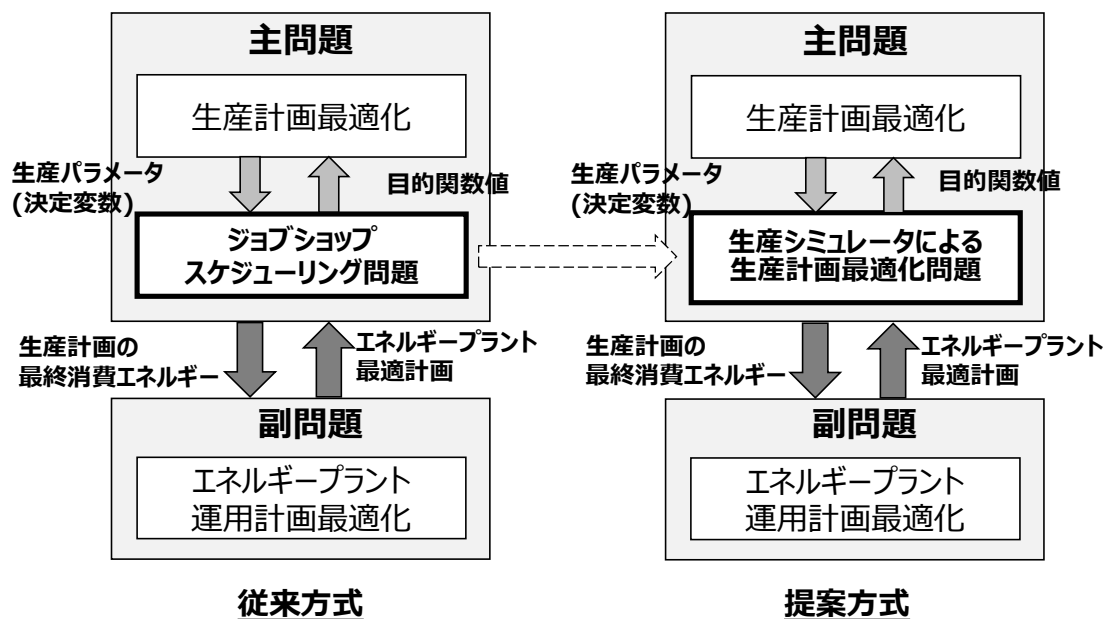 主問題
生産計画最適化
生産パラメータ
(決定変数)
目的関数値
ジョブショップ
スケジューリング問題
生産計画の
最終消費エネルギー
エネルギープラント
最適計画
副問題
エネルギープラント
運用計画最適化
従来方式
主問題
生産計画最適化
生産パラメータ
(決定変数)
目的関数値
生産シミュレータによる
生産計画最適化問題
生産計画の
最終消費エネルギー
エネルギープラント
最適計画
副問題
エネルギープラント
運用計画最適化
提案方式